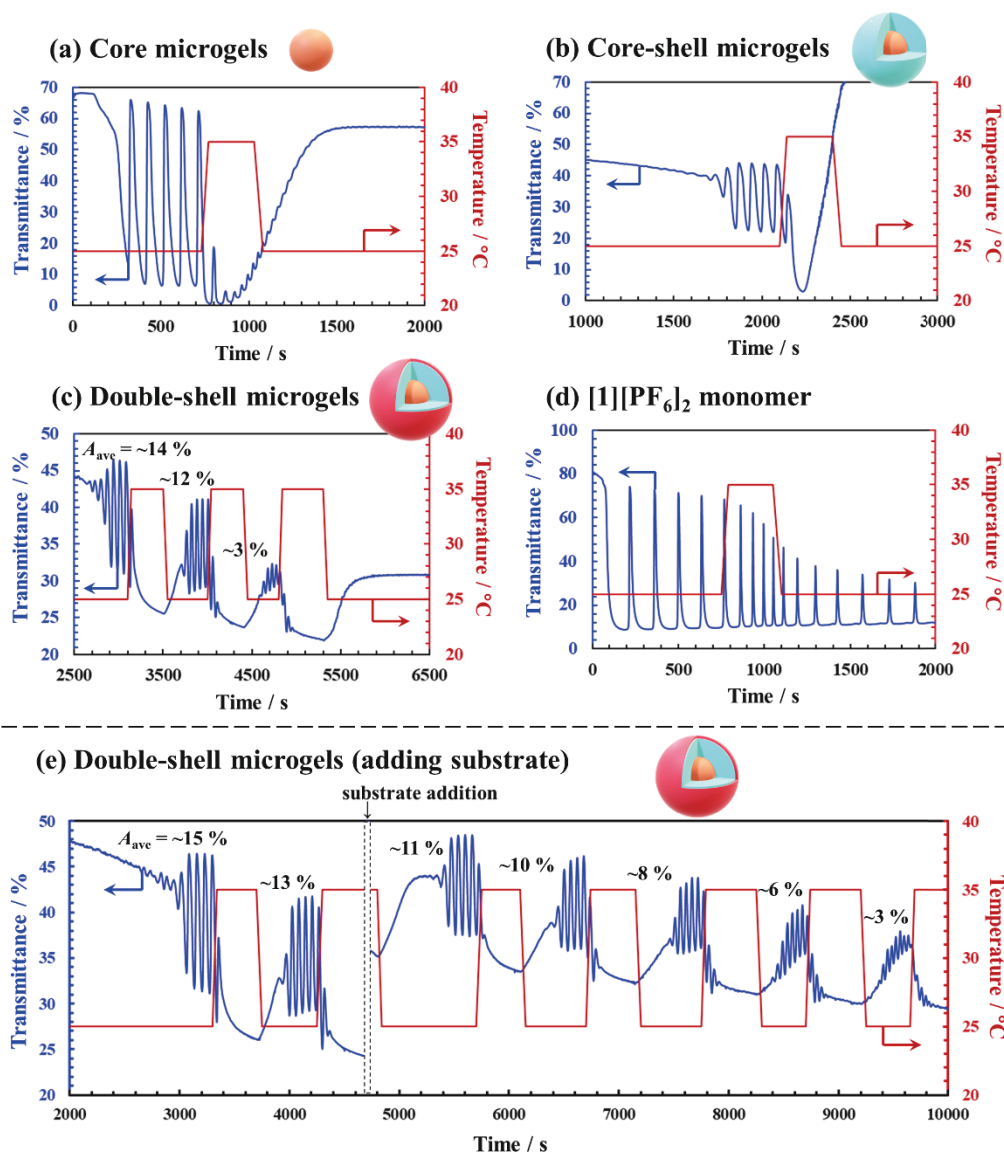 (a) Core microgels
Transmittance / %
70
60
50
40
30
20
10
0
0 500 1000 1500 2000
Time / s
40
35
30
25
20
Temperature / °C
(b) Core-shell microgels
Transmittance / %
70
60
50
40
30
20
10
0
1000 1500 2000 2500 3000
Time / s
40
35
30
25
20
Temperature / °C
(c) Double-shell microgels
Transmittance / %
50
45
40
35
30
25
20
A_ave = ~14 %
~12 %
~3 %
2500 3500 4500 5500 6500
Time / s
40
35
30
25
20
Temperature / °C
(d) [1][PF₆]₂ monomer
Transmittance / %
100
80
60
40
20
0
0 500 1000 1500 2000
Time / s
40
35
30
25
20
Temperature / °C
(e) Double-shell microgels (adding substrate)
substrate addition
Transmittance / %
50
45
40
35
30
25
20
A_ave = ~15 %
~13 %
~11 %
~10 %
~8 %
~6 %
~3 %
2000 3000 4000 5000 6000 7000 8000 9000 10000
Time / s
40
35
30
25
20
Temperature / °C